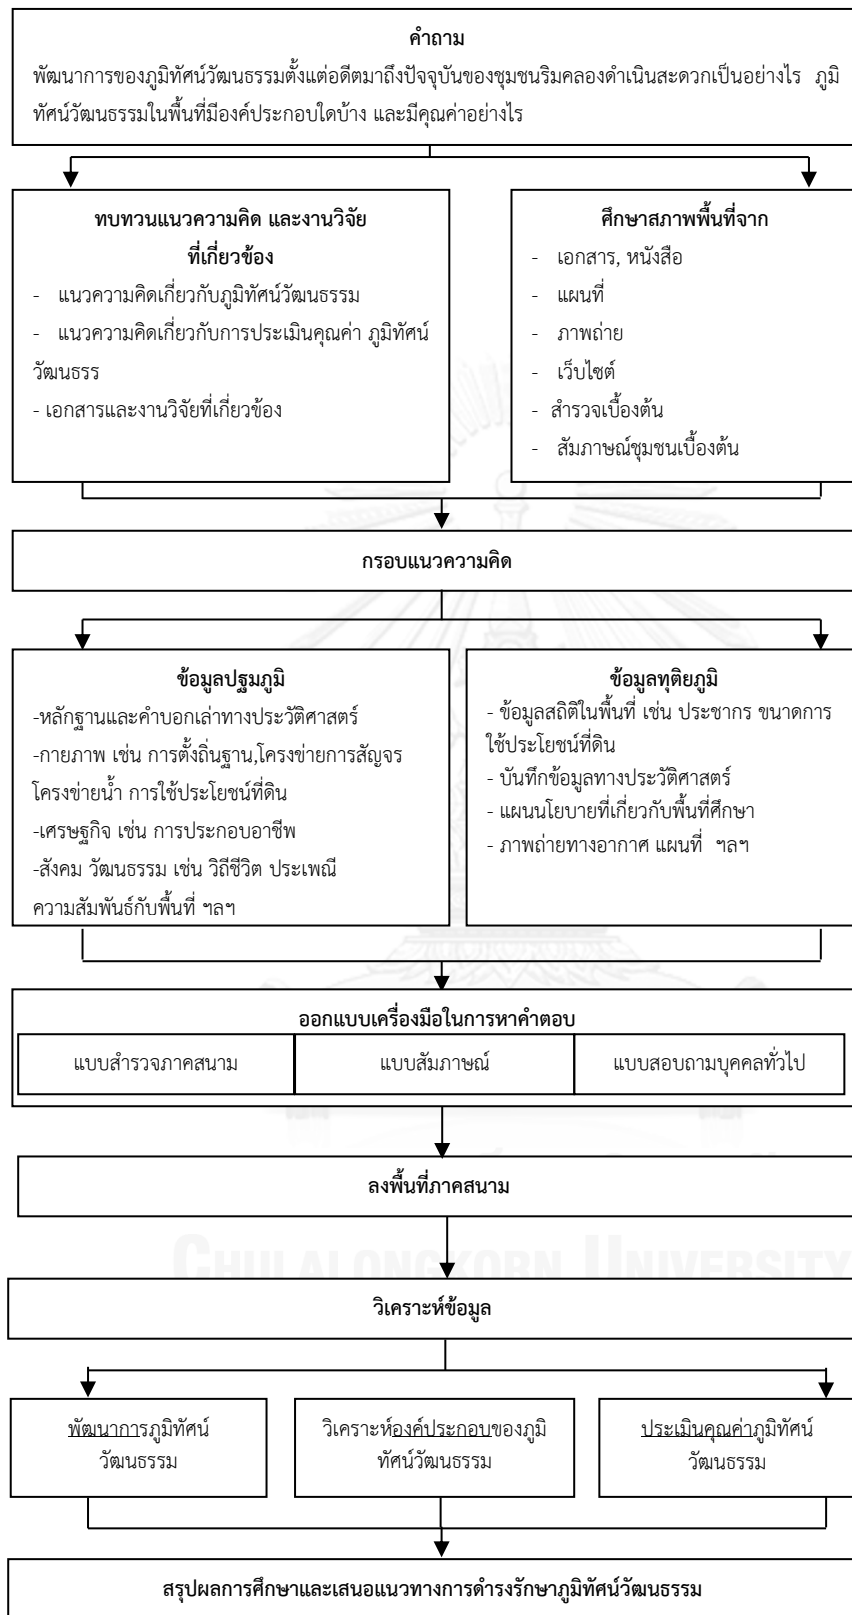 คำถาม
พัฒนาการของภูมิทัศน์วัฒนธรรมตั้งแต่อดีตมาถึงปัจจุบันของชุมชนริมคลองดำเนินสะดวกเป็นอย่างไร ภูมิ
ทัศน์วัฒนธรรมในพื้นที่มีองค์ประกอบใดบ้าง และมีคุณค่าอย่างไร
ทบทวนแนวความคิด และงานวิจัย
ที่เกี่ยวข้อง
- แนวความคิดเกี่ยวกับภูมิทัศน์วัฒนธรรม
- แนวความคิดเกี่ยวกับการประเมินคุณค่า ภูมิทัศน์
วัฒนธรร
- เอกสารและงานวิจัยที่เกี่ยวข้อง
ศึกษาสภาพพื้นที่จาก
- เอกสาร, หนังสือ
- แผนที่
- ภาพถ่าย
- เว็บไซต์
- สำรวจเบื้องต้น
- สัมภาษณ์ชุมชนเบื้องต้น
กรอบแนวความคิด
ข้อมูลปฐมภูมิ
-หลักฐานและคำบอกเล่าทางประวัติศาสตร์
-กายภาพ เช่น การตั้งถิ่นฐาน,โครงข่ายการสัญจร
โครงข่ายน้ำ การใช้ประโยชน์ที่ดิน
-เศรษฐกิจ เช่น การประกอบอาชีพ
-สังคม วัฒนธรรม เช่น วิถีชีวิต ประเพณี
ความสัมพันธ์กับพื้นที่ ฯลฯ
ข้อมูลทุติยภูมิ
- ข้อมูลสถิติในพื้นที่ เช่น ประชากร ขนาดการ
ใช้ประโยชน์ที่ดิน
- บันทึกข้อมูลทางประวัติศาสตร์
- แผนนโยบายที่เกี่ยวกับพื้นที่ศึกษา
- ภาพถ่ายทางอากาศ แผนที่ ฯลฯ
ออกแบบเครื่องมือในการหาคำตอบ
แบบสำรวจภาคสนาม
แบบสัมภาษณ์
แบบสอบถามบุคคลทั่วไป
ลงพื้นที่ภาคสนาม
CHULALONGKORN UNIVERSITY
วิเคราะห์ข้อมูล
พัฒนาการภูมิทัศน์
วัฒนธรรม
วิเคราะห์องค์ประกอบของภูมิ
ทัศน์วัฒนธรรม
ประเมินคุณค่าภูมิทัศน์
วัฒนธรรม
สรุปผลการศึกษาและเสนอแนวทางการดำรงรักษาภูมิทัศน์วัฒนธรรม